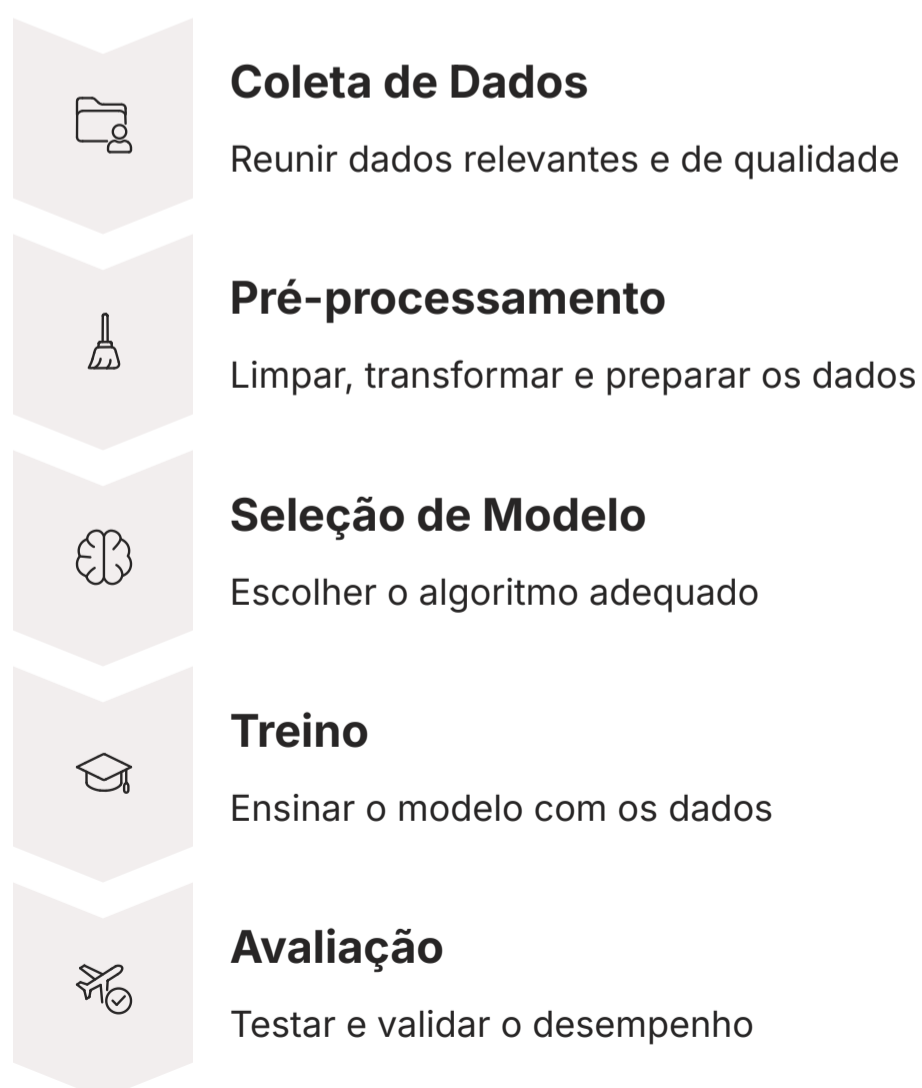 Coleta de Dados
Reunir dados relevantes e de qualidade
Pré-processamento
Limpar, transformar e preparar os dados
Seleção de Modelo
Escolher o algoritmo adequado
Treino
Ensinar o modelo com os dados
Avaliação
Testar e validar o desempenho